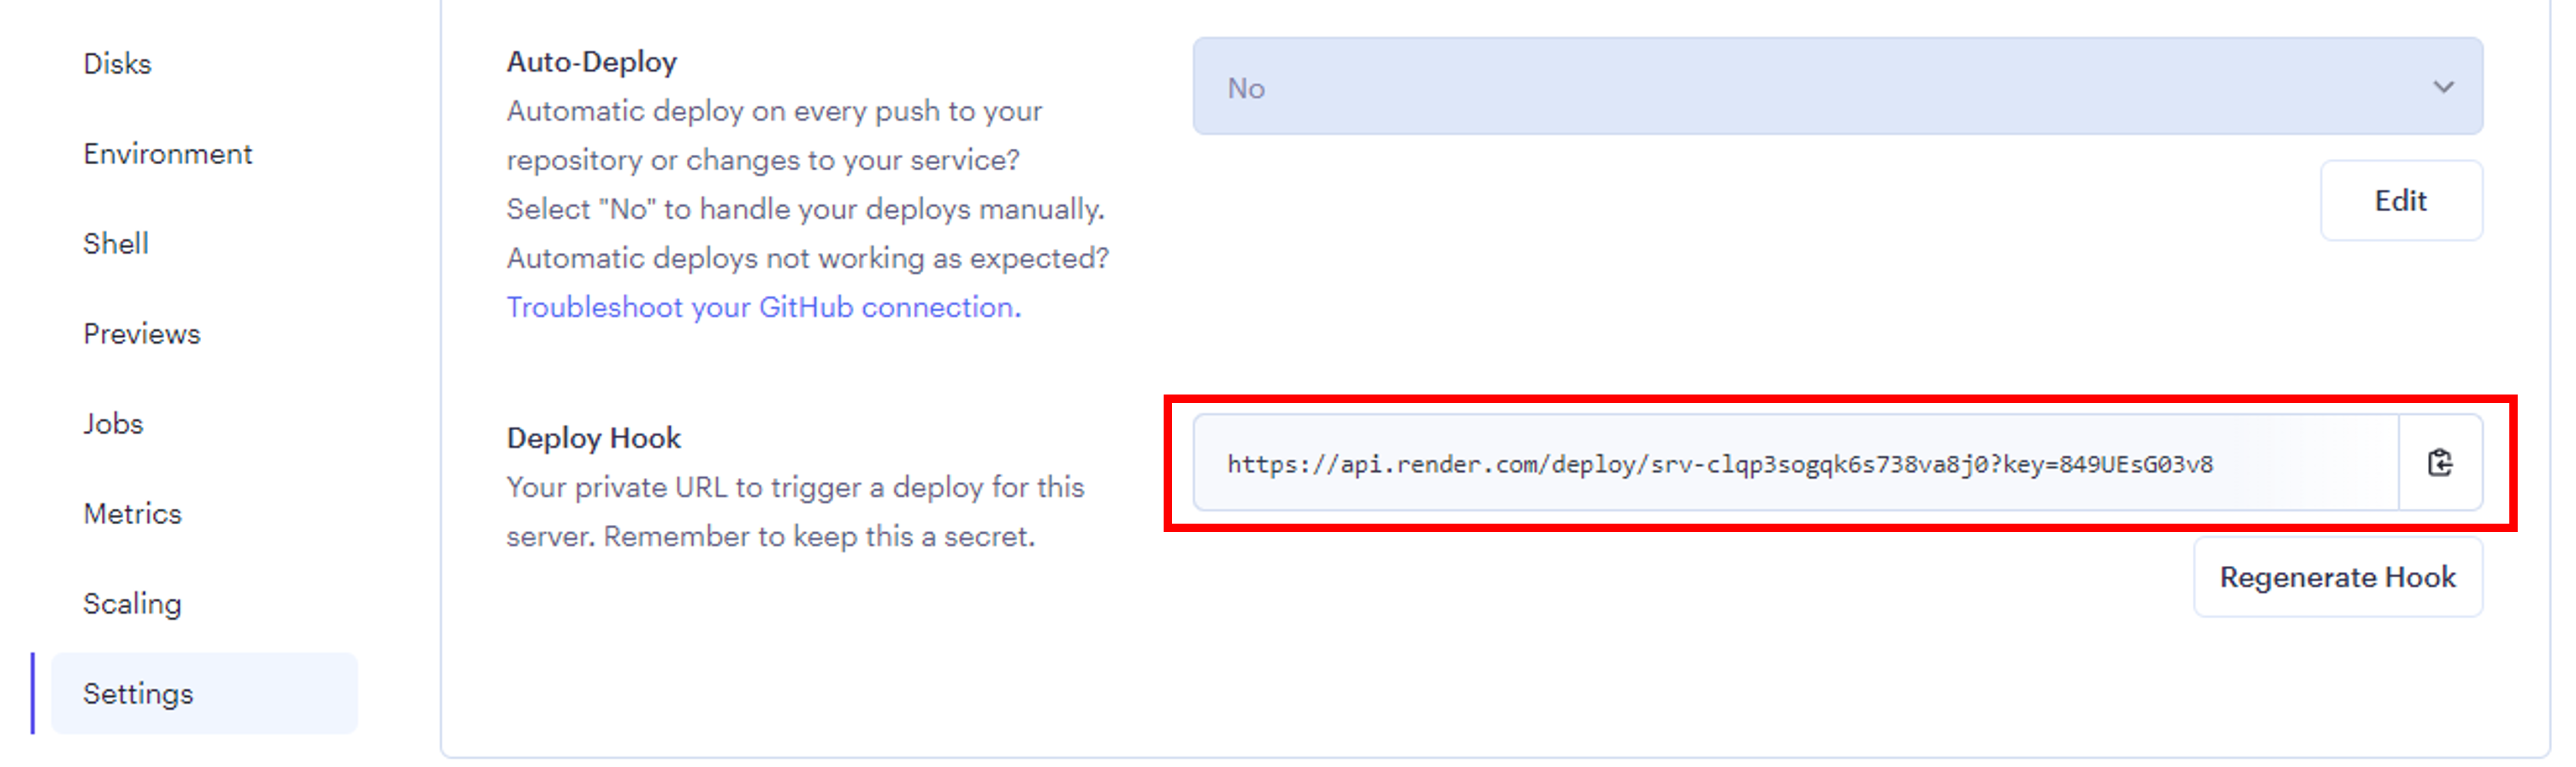 Disks
Environment
Shell
Previews
Jobs
Metrics
Scaling
Settings
Auto-Deploy
Automatic deploy on every push to your
repository or changes to your service?
Select "No" to handle your deploys manually.
Automatic deploys not working as expected?
Troubleshoot your GitHub connection.
No
Edit
Deploy Hook
Your private URL to trigger a deploy for this
server. Remember to keep this a secret.
https://api.render.com/deploy/srv-clqp3sogqk6s738va8j0?key=849UEsG03v8
Regenerate Hook